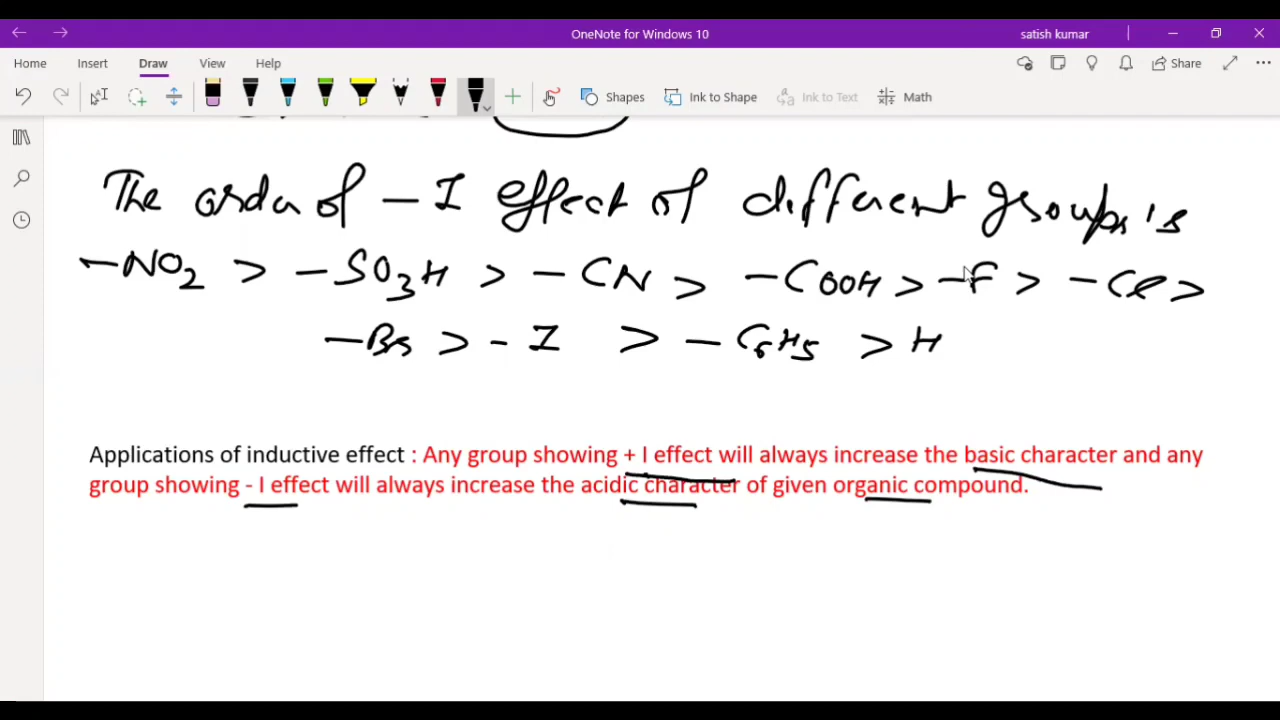 OneNote for Windows 10
satish kumar
Home Insert Draw View Help
Share
Shapes Ink to Shape Ink to Text Math
The order of - I effect of different groups is
-NO2 > -SO3H > -CN > -COOH > -F > -Cl >
-Br > - I > -C6H5 > H
Applications of inductive effect : Any group showing + I effect will always increase the basic character and any
group showing - I effect will always increase the acidic character of given organic compound.